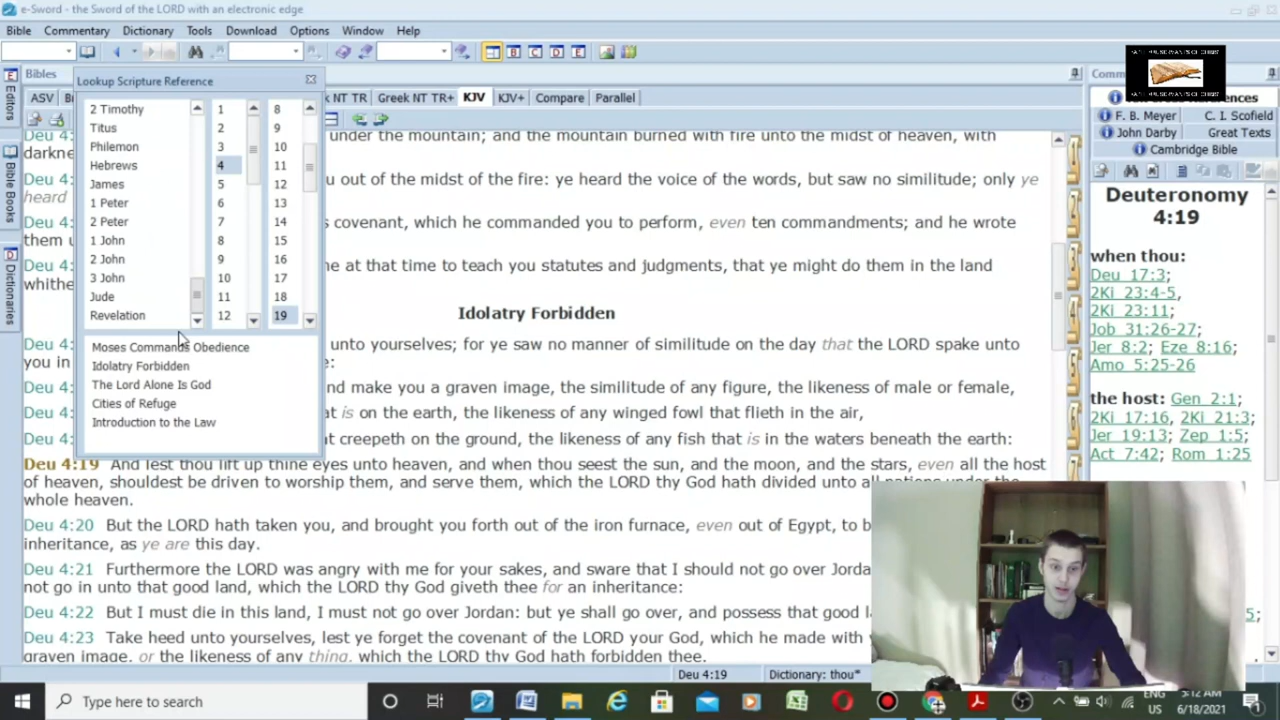 e-Sword - the Sword of the LORD with an electronic edge
Bible Commentary Dictionary Tools Download Options Window Help
B C D E
Bibles
Lookup Scripture Reference
ASV
NT TR Greek NT TR+ KJV KJV+ Compare Parallel
Editors
Bible Books
Dictionaries
2 Timothy 1 8
Titus 2 9
Philemon 3 10
Hebrews 4 11
James 5 12
1 Peter 6 13
2 Peter 7 14
1 John 8 15
2 John 9 16
3 John 10 17
Jude 11 18
Revelation 12 19
Moses Commands Obedience
Idolatry Forbidden
The Lord Alone Is God
Cities of Refuge
Introduction to the Law
Deu 4: under the mountain; and the mountain burned with fire unto the midst of heaven, with
Deu 4: out of the midst of the fire: ye heard the voice of the words, but saw no similitude; only ye
heard
Deu 4: covenant, which he commanded you to perform, even ten commandments; and he wrote
them
Deu 4: me at that time to teach you statutes and judgments, that ye might do them in the land
Idolatry Forbidden
Deu 4: unto yourselves; for ye saw no manner of similitude on the day that the LORD spake unto
you in
Deu 4: and make you a graven image, the similitude of any figure, the likeness of male or female,
Deu 4: is on the earth, the likeness of any winged fowl that flieth in the air,
Deu 4: creepeth on the ground, the likeness of any fish that is in the waters beneath the earth:
Deu 4:19 And lest thou lift up thine eyes unto heaven, and when thou seest the sun, and the moon, and the stars, even all the host
of heaven, shouldest be driven to worship them, and serve them, which the LORD thy God hath divided unto all nations under the
whole heaven.
Deu 4:20 But the LORD hath taken you, and brought you forth out of the iron furnace, even out of Egypt, to b
inheritance, as ye are this day.
Deu 4:21 Furthermore the LORD was angry with me for your sakes, and sware that I should not go over Jorda
not go in unto that good land, which the LORD thy God giveth thee for an inheritance:
Deu 4:22 But I must die in this land, I must not go over Jordan: but ye shall go over, and possess that good
Deu 4:23 Take heed unto yourselves, lest ye forget the covenant of the LORD your God, which he made with
graven image, or the likeness of any thing, which the LORD thy God hath forbidden thee.
1
2
3
4
5
6
7
F. B. Meyer C. I. Scofield
John Darby Great Texts
Cambridge Bible
Deuteronomy
4:19
when thou:
Deu 17:3;
2Ki 23:4-5,
2Ki 23:11;
Job 31:26-27;
Jer 8:2; Eze 8:16;
Amo 5:25-26
the host: Gen 2:1;
2Ki 17:16, 2Ki 21:3;
Jer 19:13; Zep 1:5;
Act 7:42; Rom 1:25
5;
Deu 4:19 Dictionary: thou*
Type here to search
ENG
US
5:12 AM
6/18/2021